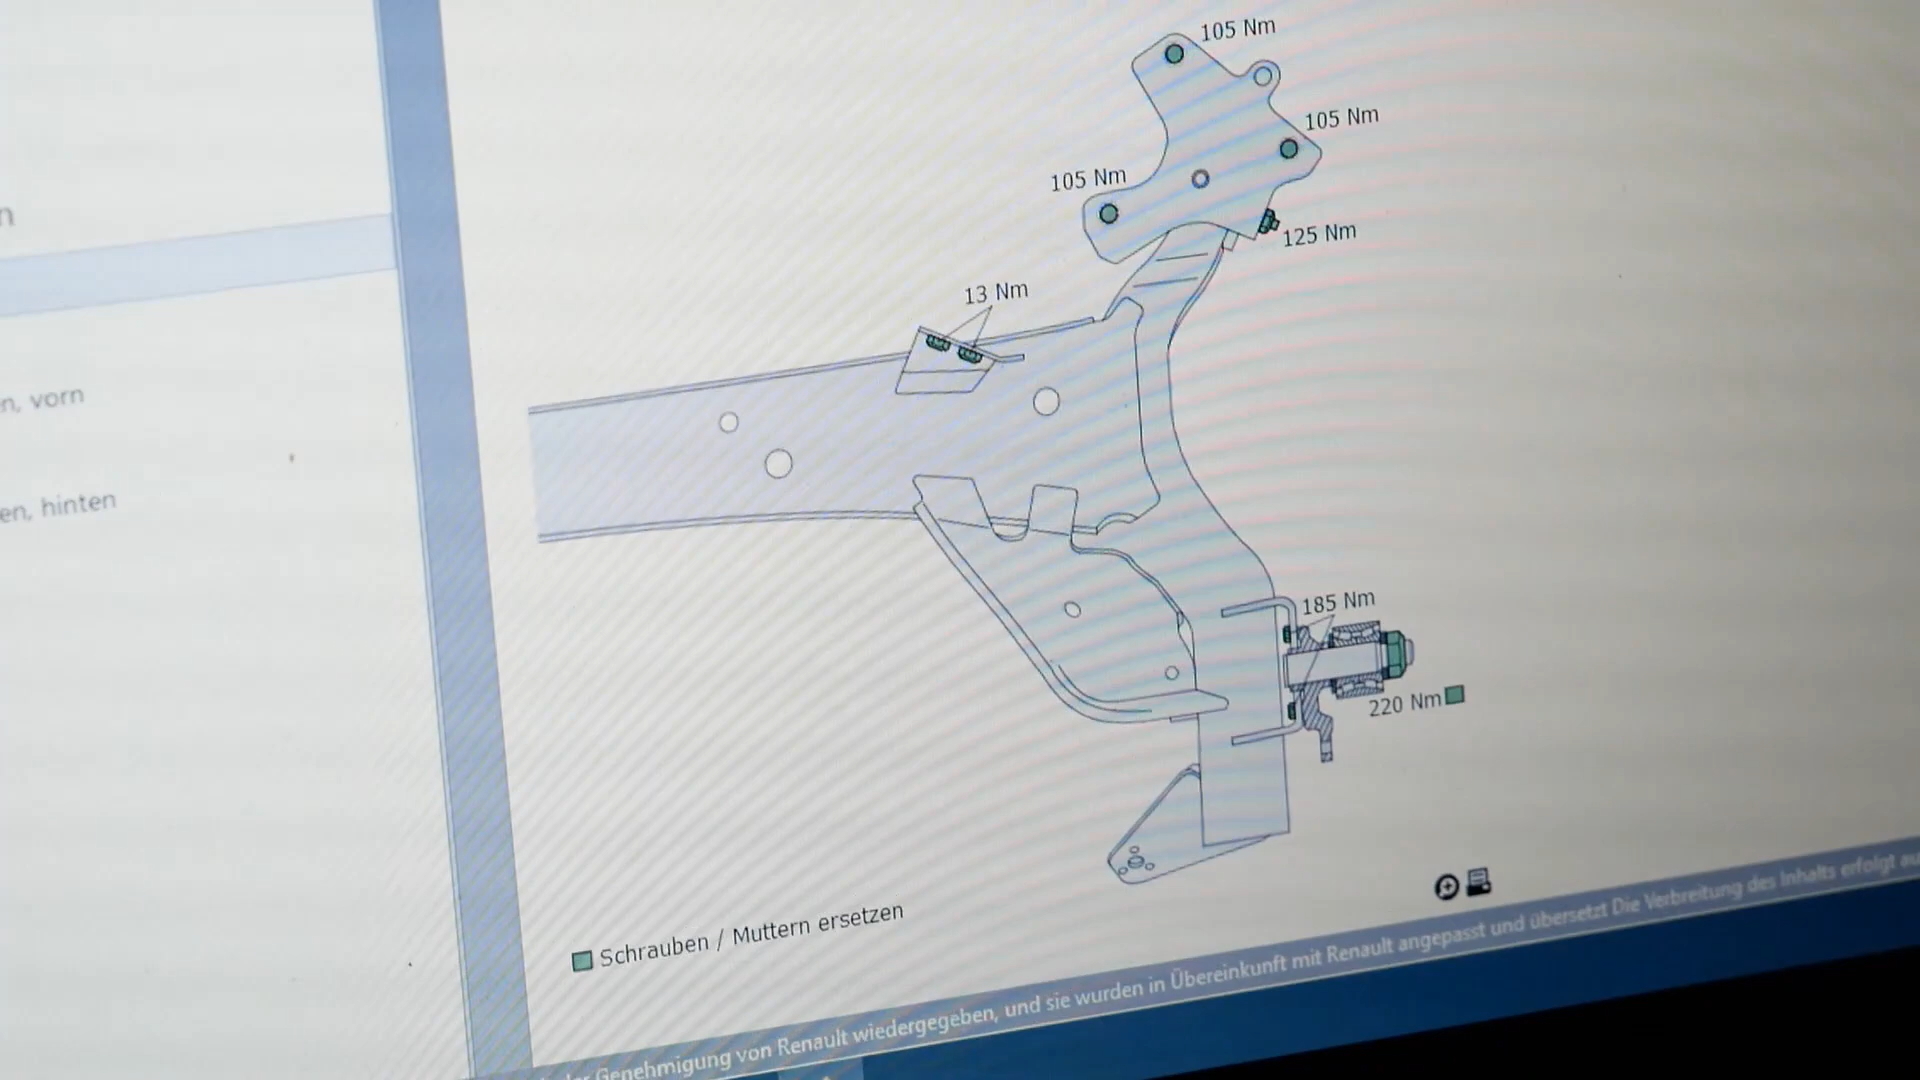 105 Nm
105 Nm
105 Nm
125 Nm
13 Nm
n, vorn
en, hinten
185 Nm
220 Nm
Schrauben / Muttern ersetzen
Genehmigung von Renault wiedergegeben, und sie wurden in Übereinkunft mit Renault angepasst und übersetzt Die Verbreitung des Inhalts erfolgt au